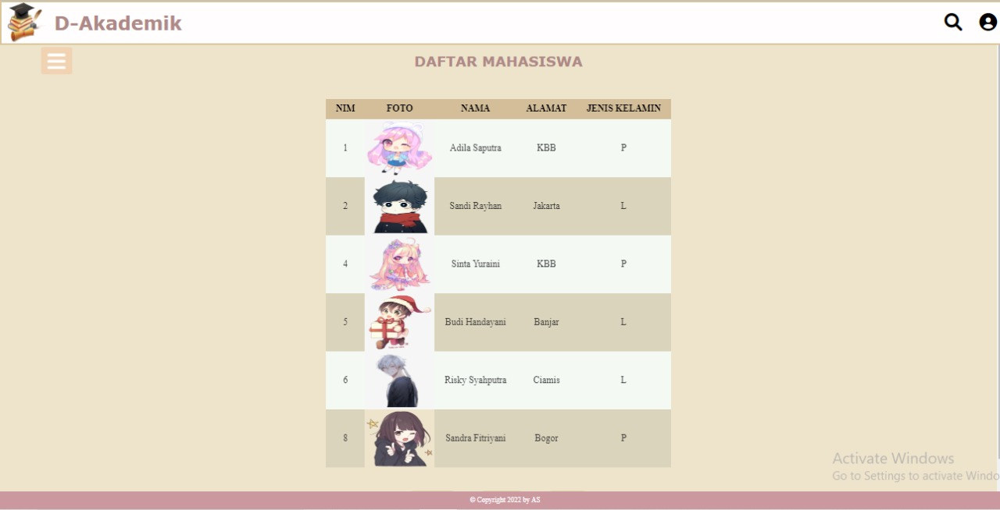 D-Akademik
DAFTAR MAHASISWA
NIM FOTO NAMA ALAMAT JENIS KELAMIN
1 Adila Saputra KBB P
2 Sandi Rayhan Jakarta L
4 Sinta Yuraini KBB P
5 Budi Handayani Banjar L
6 Risky Syahputra Ciamis L
8 Sandra Fitriyani Bogor P
Activate Windows
Go to Settings to activate Windo
© Copyright 2022 by AS